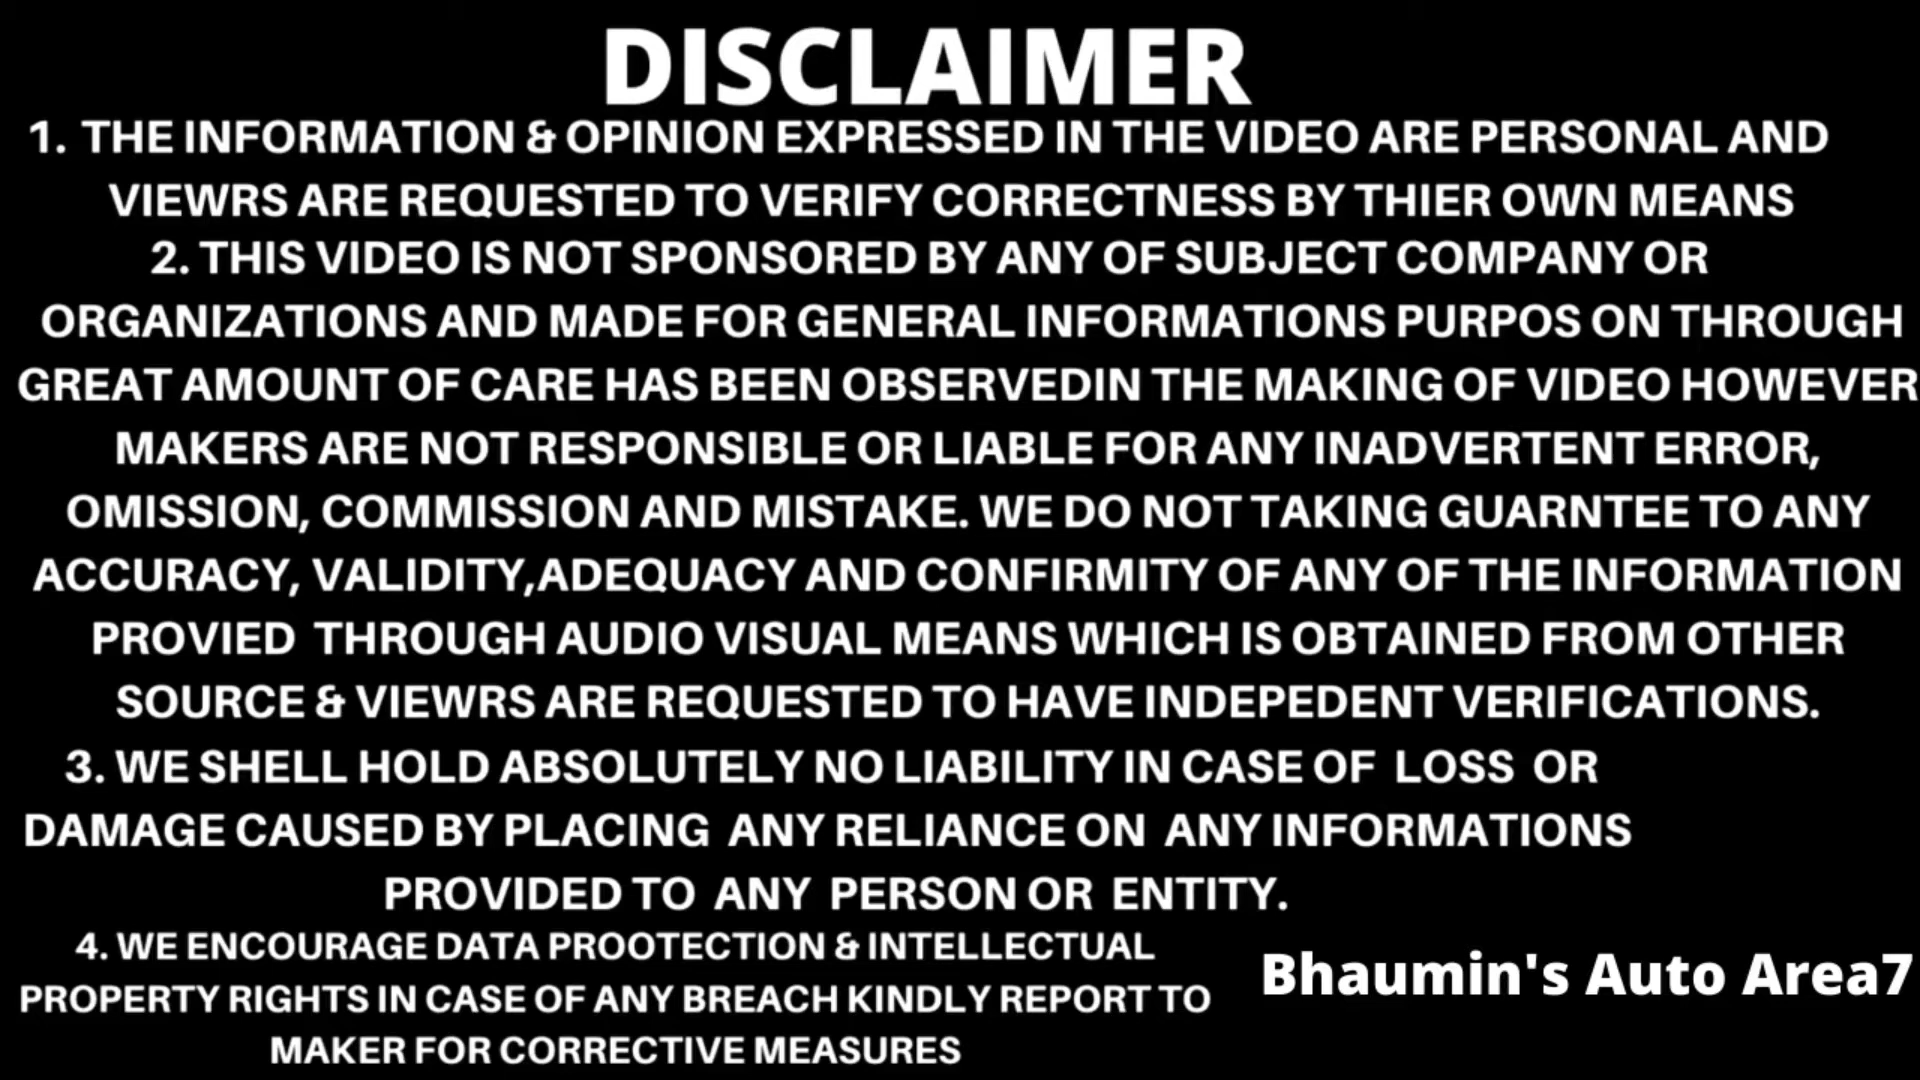 DISCLAIMER
1. THE INFORMATION & OPINION EXPRESSED IN THE VIDEO ARE PERSONAL AND
VIEWRS ARE REQUESTED TO VERIFY CORRECTNESS BY THIER OWN MEANS
2. THIS VIDEO IS NOT SPONSORED BY ANY OF SUBJECT COMPANY OR
ORGANIZATIONS AND MADE FOR GENERAL INFORMATIONS PURPOS ON THROUGH
GREAT AMOUNT OF CARE HAS BEEN OBSERVEDIN THE MAKING OF VIDEO HOWEVER
MAKERS ARE NOT RESPONSIBLE OR LIABLE FOR ANY INADVERTENT ERROR,
OMISSION, COMMISSION AND MISTAKE. WE DO NOT TAKING GUARNTEE TO ANY
ACCURACY, VALIDITY,ADEQUACY AND CONFIRMITY OF ANY OF THE INFORMATION
PROVIED THROUGH AUDIO VISUAL MEANS WHICH IS OBTAINED FROM OTHER
SOURCE & VIEWRS ARE REQUESTED TO HAVE INDEPEDENT VERIFICATIONS.
3. WE SHELL HOLD ABSOLUTELY NO LIABILITY IN CASE OF LOSS OR
DAMAGE CAUSED BY PLACING ANY RELIANCE ON ANY INFORMATIONS
PROVIDED TO ANY PERSON OR ENTITY.
4. WE ENCOURAGE DATA PROOTECTION & INTELLECTUAL
PROPERTY RIGHTS IN CASE OF ANY BREACH KINDLY REPORT TO
MAKER FOR CORRECTIVE MEASURES
Bhaumin's Auto Area7